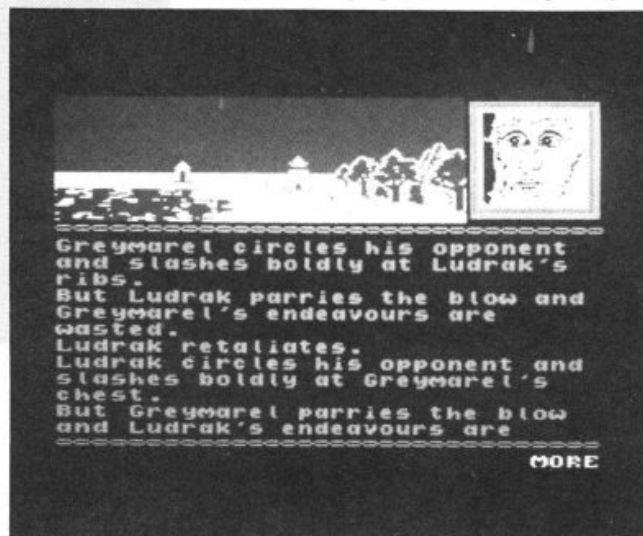 Greymarel circles his opponent
and slashes boldly at Ludrak's
ribs.
But Ludrak parries the blow and
Greymarel's endeavours are
wasted.
Ludrak retaliates.
Ludrak circles his opponent and
slashes boldly at Greymarel's
chest.
But Greymarel parries the blow
and Ludrak's endeavours are
MORE